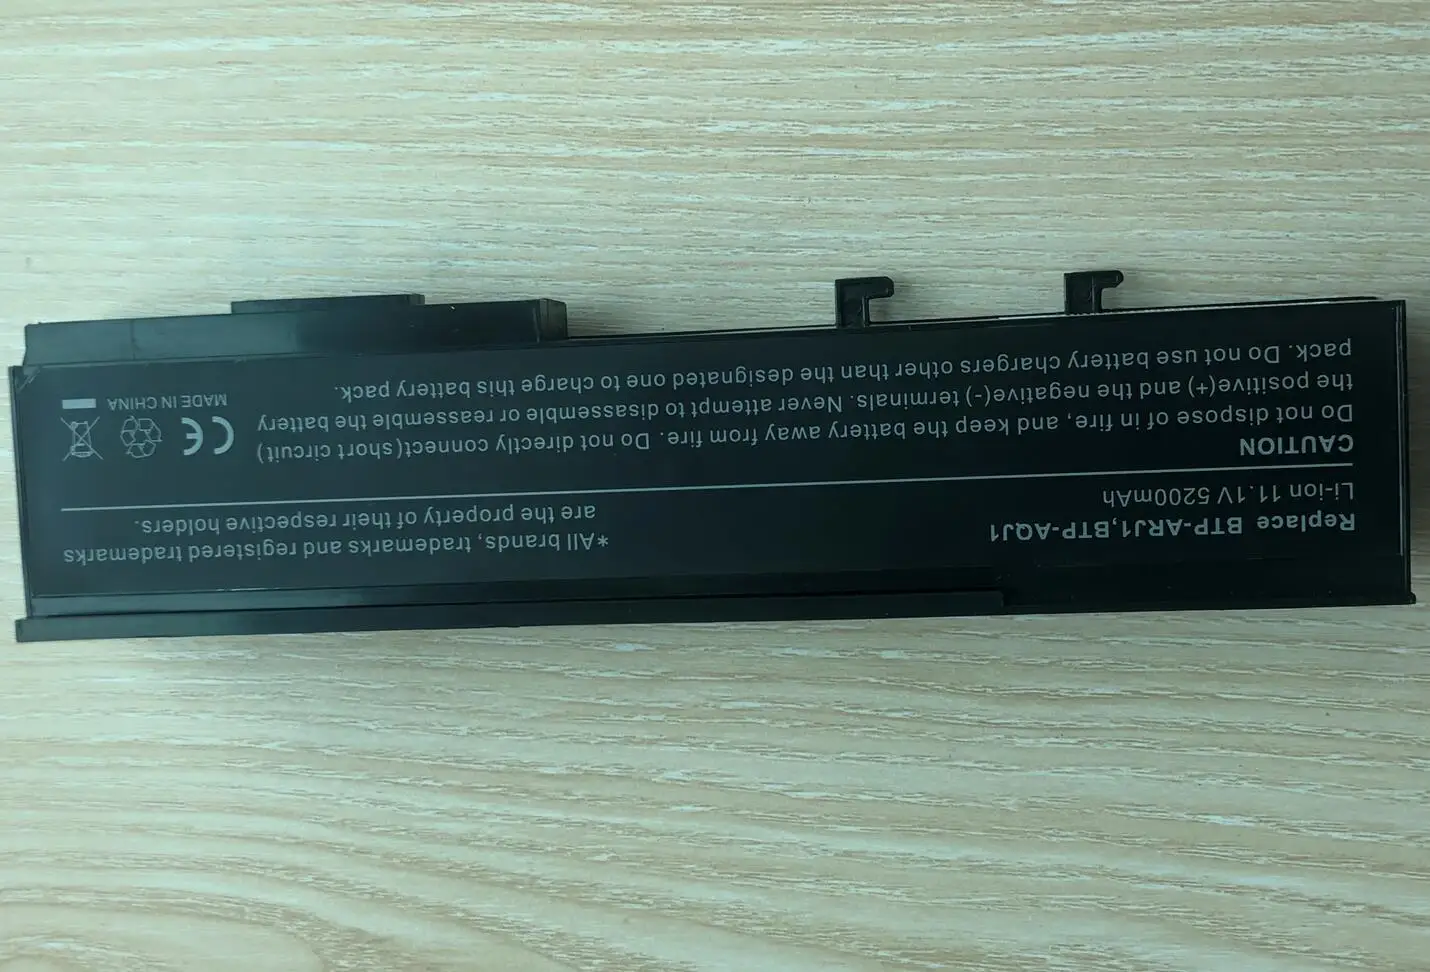 Replace BTP-ARJ1,BTP-AQJ1
Li-ion 11.1V 5200mAh
*All brands, trademarks and registered trademarks
are the property of their respective holders.
CAUTION
Do not dispose of in fire, and keep the battery away from fire. Do not directly connect(short circuit)
the positive(+) and the negative(-) terminals. Never attempt to disassemble or reassemble the battery
pack. Do not use battery chargers other than the designated one to charge this battery pack.
CE
MADE IN CHINA